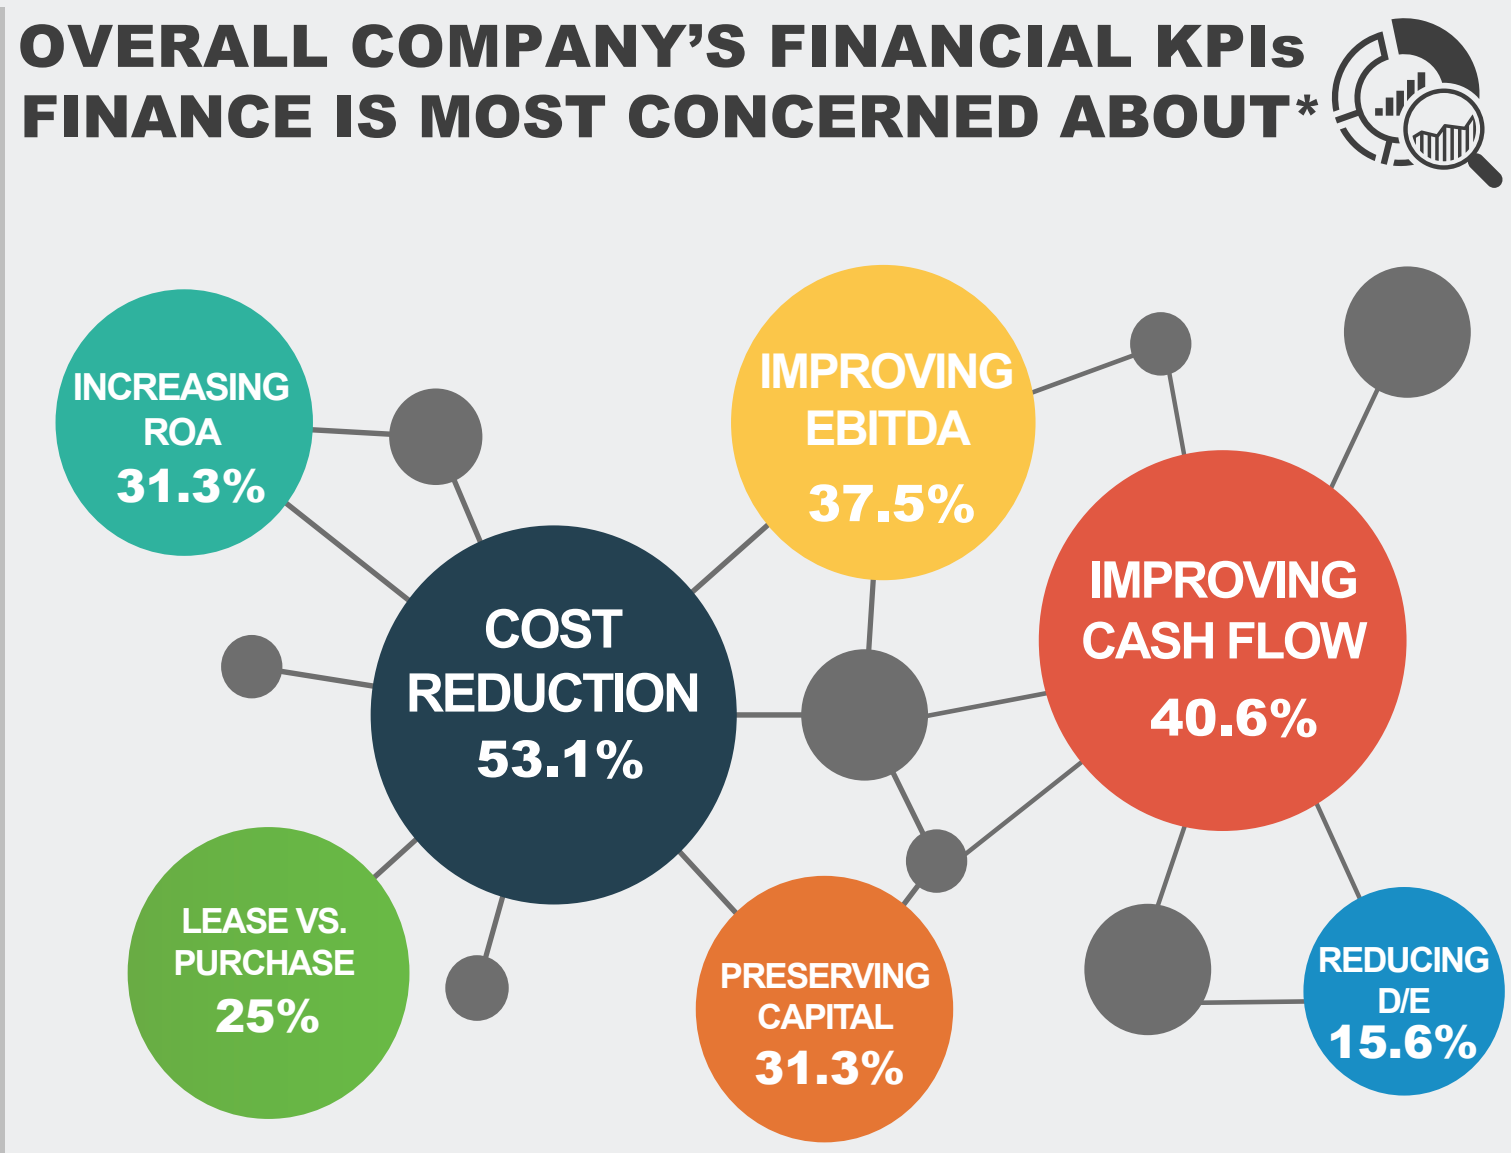 OVERALL COMPANY’S FINANCIAL KPIs
FINANCE IS MOST CONCERNED ABOUT*
INCREASING
ROA
31.3%
IMPROVING
EBITDA
37.5%
COST
REDUCTION
53.1%
IMPROVING
CASH FLOW
40.6%
LEASE VS.
PURCHASE
25%
PRESERVING
CAPITAL
31.3%
REDUCING
D/E
15.6%